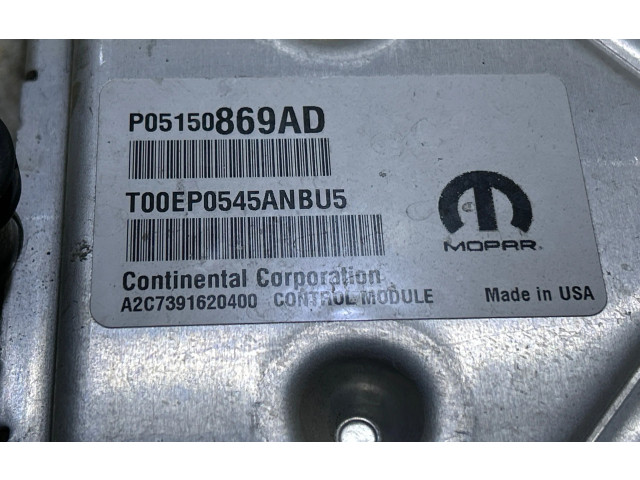 P05150869AD
T00EP0545ANBU5
MOPAR®
Continental Corporation
A2C7391620400 CONTROL MODULE Made in USA